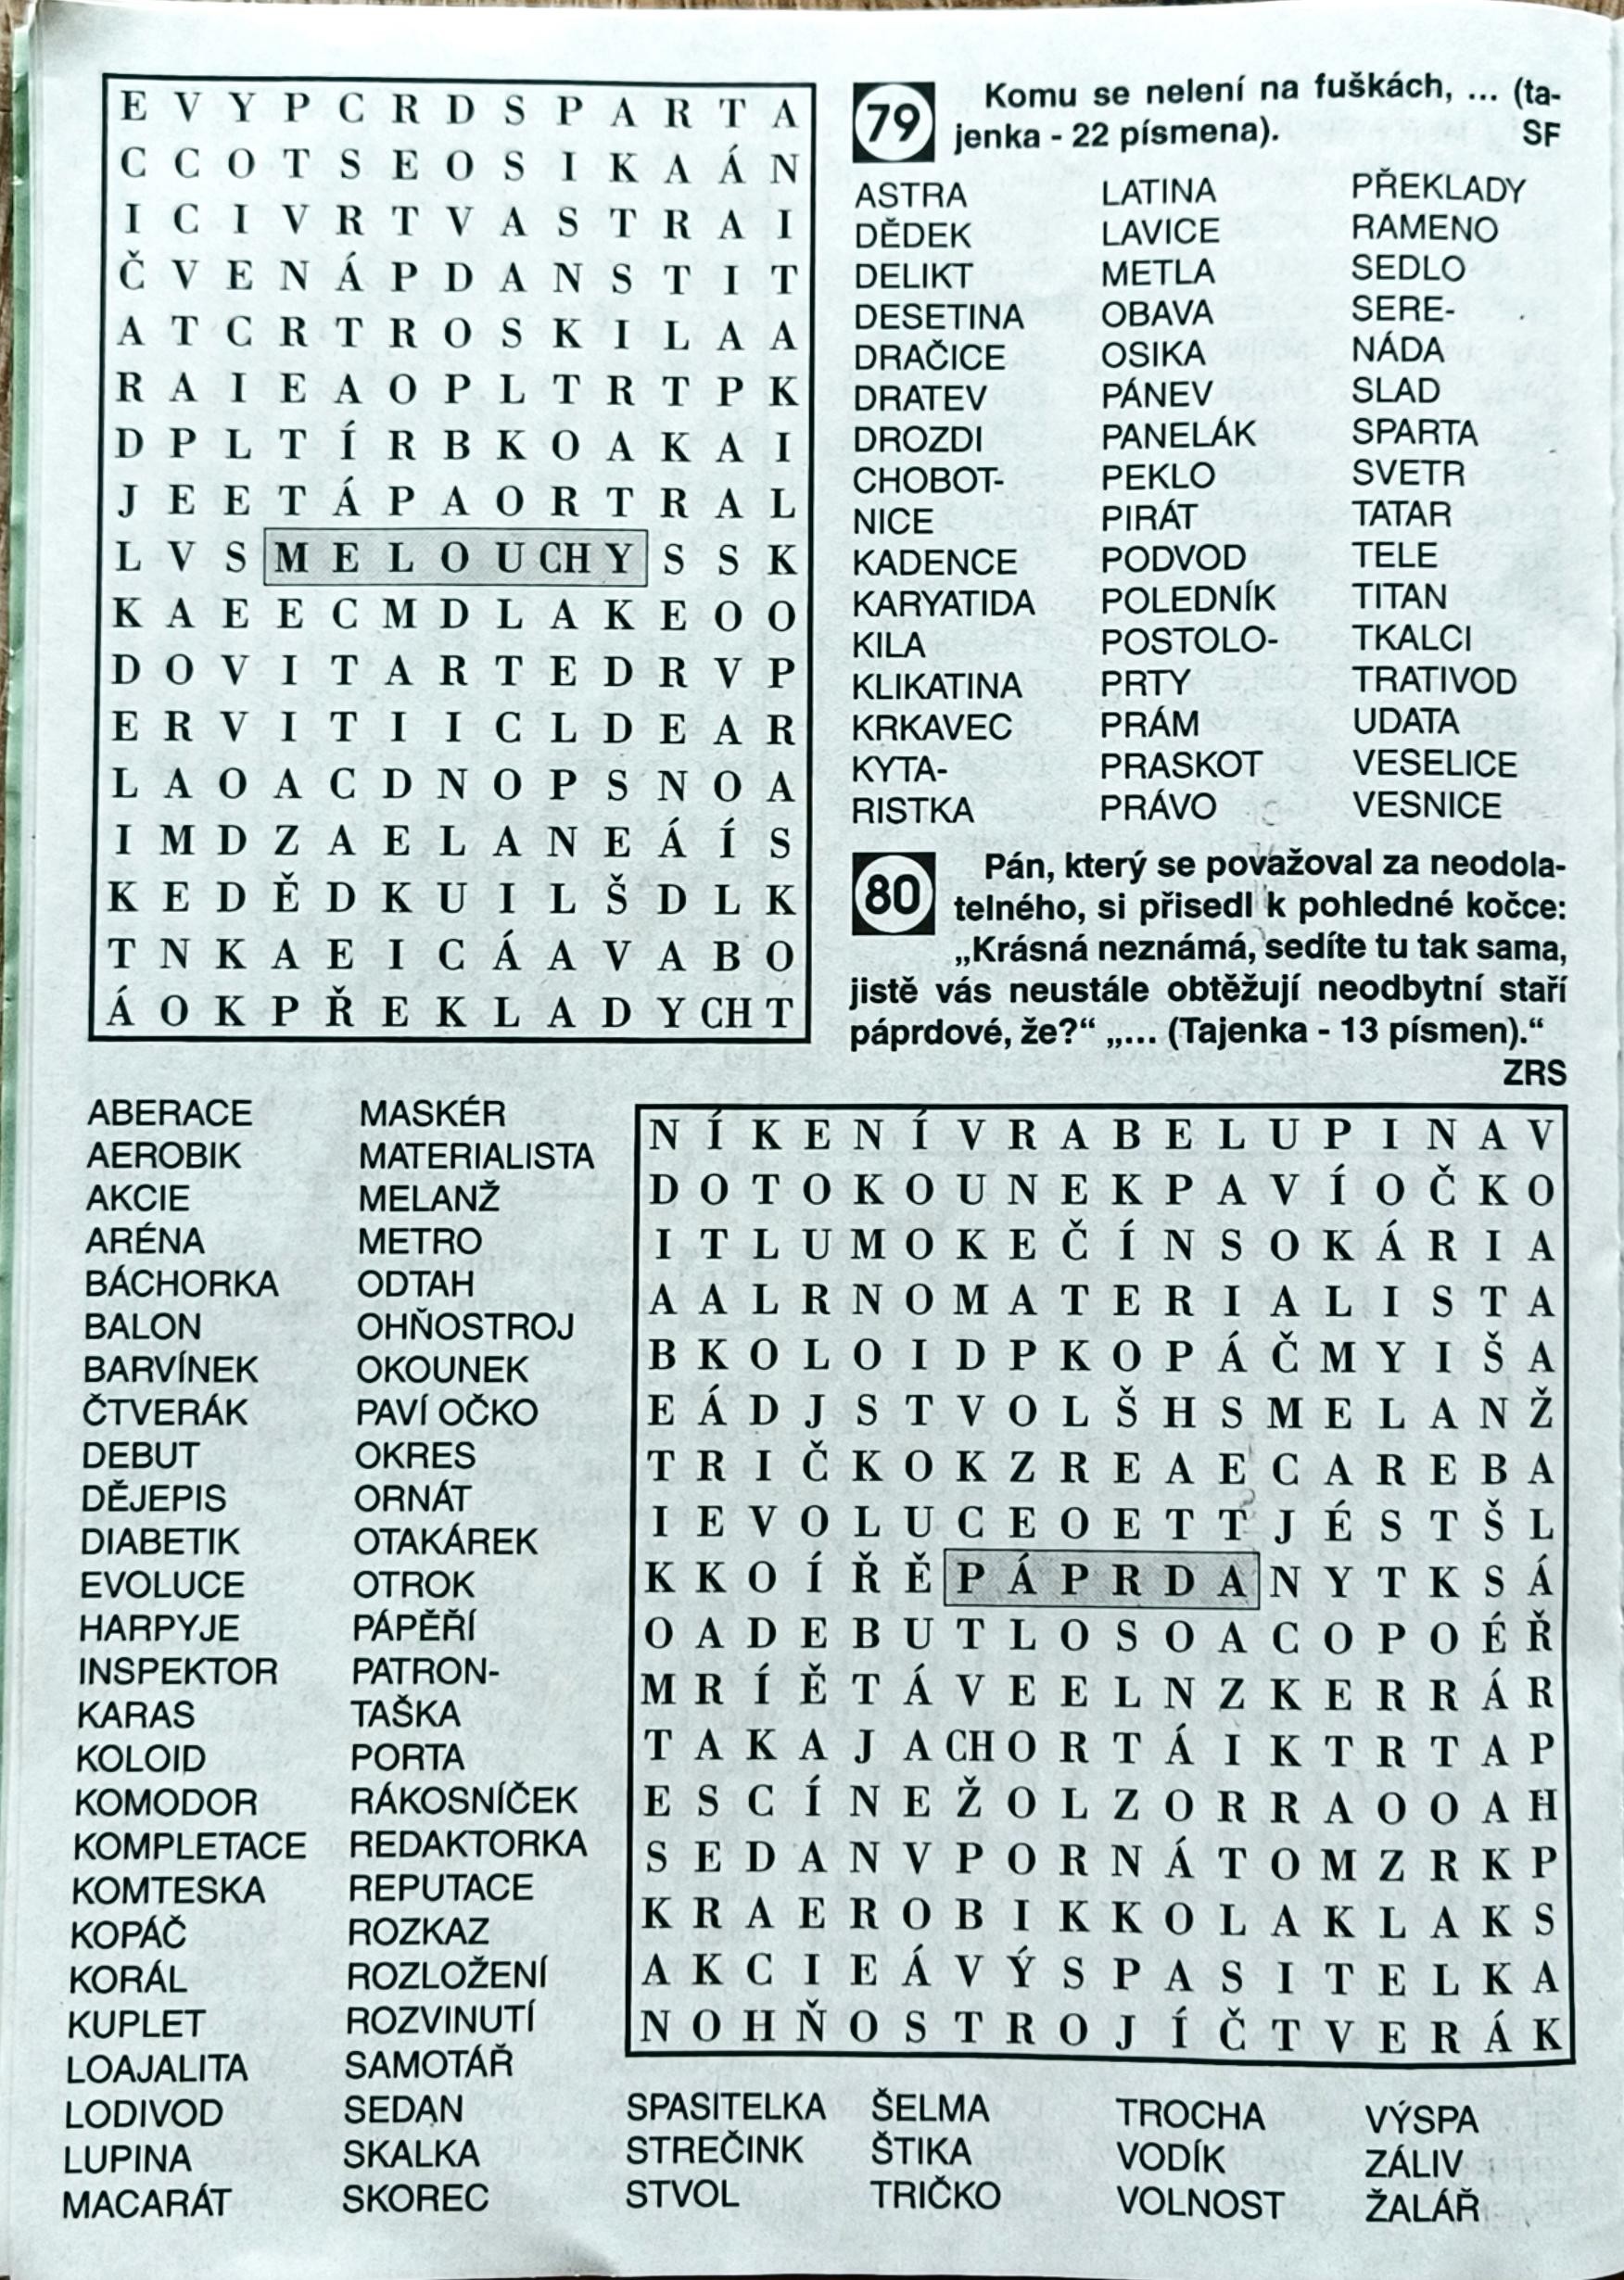 E V Y P C R D S P A R T A
C C O T S E O S I K A Á N
I C I V R T V A S T R A I
Č V E N Á P D A N S T I T
A T C R T R O S K I L A A
R A I E A O P L T R T P K
D P L T Í R B K O A K A I
J E E T Á P A O R T R A L
L V S M E L O U CH Y S S K
K A E E C M D L A K E O O
D O V I T A R T E D R V P
E R V I T I I C L D E A R
L A O A C D N O P S N O A
I M D Z A E L A N E Á Í S
K E D Ě D K U I L Š D L K
T N K A E I C Á A V A B O
Á O K P Ř E K L A D Y CH T
79 Komu se nelení na fuškách, ... (ta-
jenka - 22 písmena). SF
ASTRA
DĚDEK
DELIKT
DESETINA
DRAČICE
DRATEV
DROZDI
CHOBOT-
NICE
KADENCE
KARYATIDA
KILA
KLIKATINA
KRKAVEC
KYTA-
RISTKA
LATINA
LAVICE
METLA
OBAVA
OSIKA
PÁNEV
PANELÁK
PEKLO
PIRÁT
PODVOD
POLEDNÍK
POSTOLO-
PRTY
PRÁM
PRASKOT
PRÁVO
PŘEKLADY
RAMENO
SEDLO
SERE-
NÁDA
SLAD
SPARTA
SVETR
TATAR
TELE
TITAN
TKALCI
TRATIVOD
UDATA
VESELICE
VESNICE
80 Pán, který se považoval za neodola-
telného, si přisedl k pohledné kočce:
„Krásná neznámá, sedíte tu tak sama,
jistě vás neustále obtěžují neodbytní staří
páprdové, že?“ „... (Tajenka - 13 písmen).“
ZRS
ABERACE
AEROBIK
AKCIE
ARÉNA
BÁCHORKA
BALON
BARVÍNEK
ČTVERÁK
DEBUT
DĚJEPIS
DIABETIK
EVOLUCE
HARPYJE
INSPEKTOR
KARAS
KOLOID
KOMODOR
KOMPLETACE
KOMTESKA
KOPÁČ
KORÁL
KUPLET
LOAJALITA
LODIVOD
LUPINA
MACARÁT
MASKÉR
MATERIALISTA
MELANŽ
METRO
ODTAH
OHŇOSTROJ
OKOUNEK
PAVÍ OČKO
OKRES
ORNÁT
OTAKÁREK
OTROK
PÁPĚŘÍ
PATRON-
TAŠKA
PORTA
RÁKOSNÍČEK
REDAKTORKA
REPUTACE
ROZKAZ
ROZLOŽENÍ
ROZVINUTÍ
SAMOTÁŘ
SEDAN
SKALKA
SKOREC
N Í K E N Í V R A B E L U P I N A V
D O T O K O U N E K P A V Í O Č K O
I T L U M O K E Č Í N S O K Á R I A
A A L R N O M A T E R I A L I S T A
B K O L O I D P K O P Á Č M Y I Š A
E Á D J S T V O L Š H S M E L A N Ž
T R I Č K O K Z R E A E C A R E B A
I E V O L U C E O E T T J É S T Š L
K K O Í Ř Ě P Á P R D A N Y T K S Á
O A D E B U T L O S O A C O P O É Ř
M R Í Ě T Á V E E L N Z K E R R Á R
T A K A J A CH O R T Á I K T R T A P
E S C Í N E Ž O L Z O R R A O O A H
S E D A N V P O R N Á T O M Z R K P
K R A E R O B I K K O L A K L A K S
A K C I E Á V Ý S P A S I T E L K A
N O H Ň O S T R O J Í Č T V E R Á K
SPASITELKA
STREČINK
STVOL
ŠELMA
ŠTIKA
TRIČKO
TROCHA
VODÍK
VOLNOST
VÝSPA
ZÁLIV
ŽALÁŘ